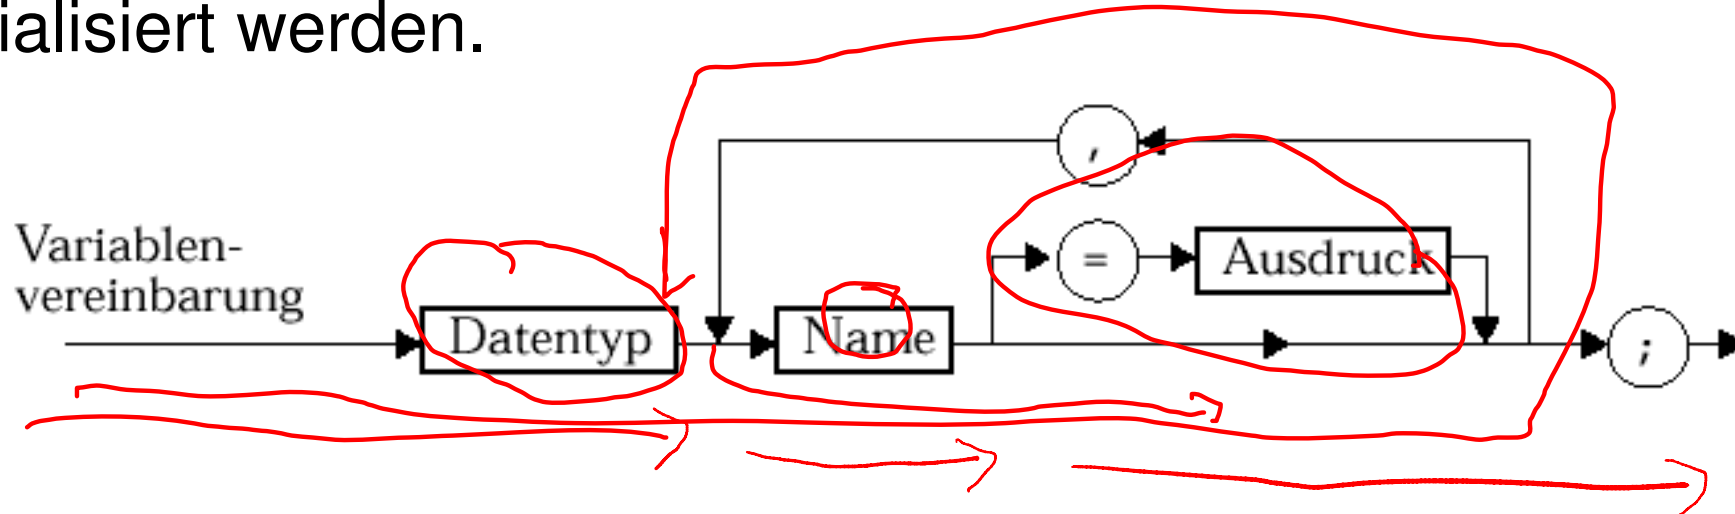 ialisiert werden.
,
= Ausdruck
Variablen-
vereinbarung
Datentyp Name ;